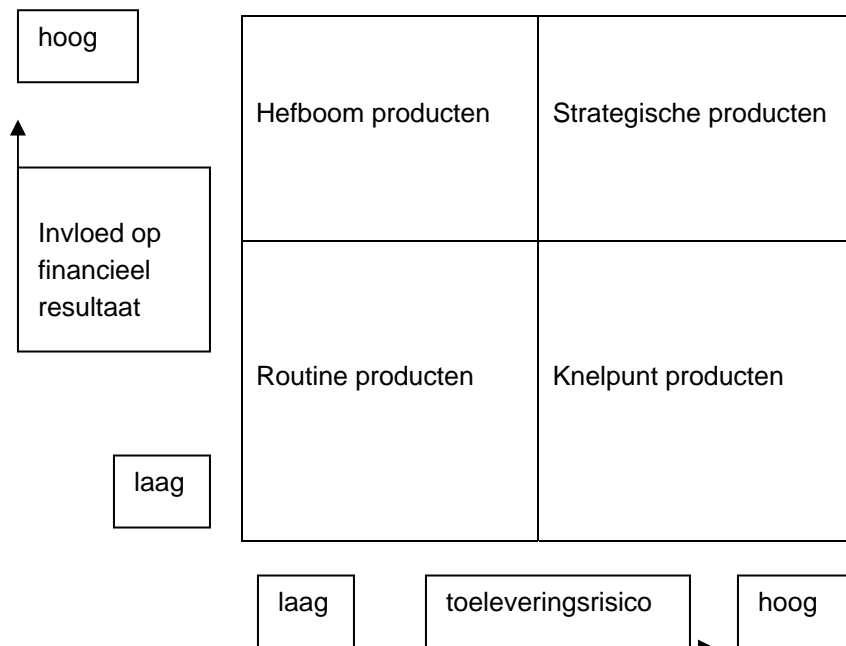 hoog
Hefboom producten
Strategische producten
Invloed op
financieel
resultaat
Routine producten
Knelpunt producten
laag
laag
toeleveringsrisico
hoog